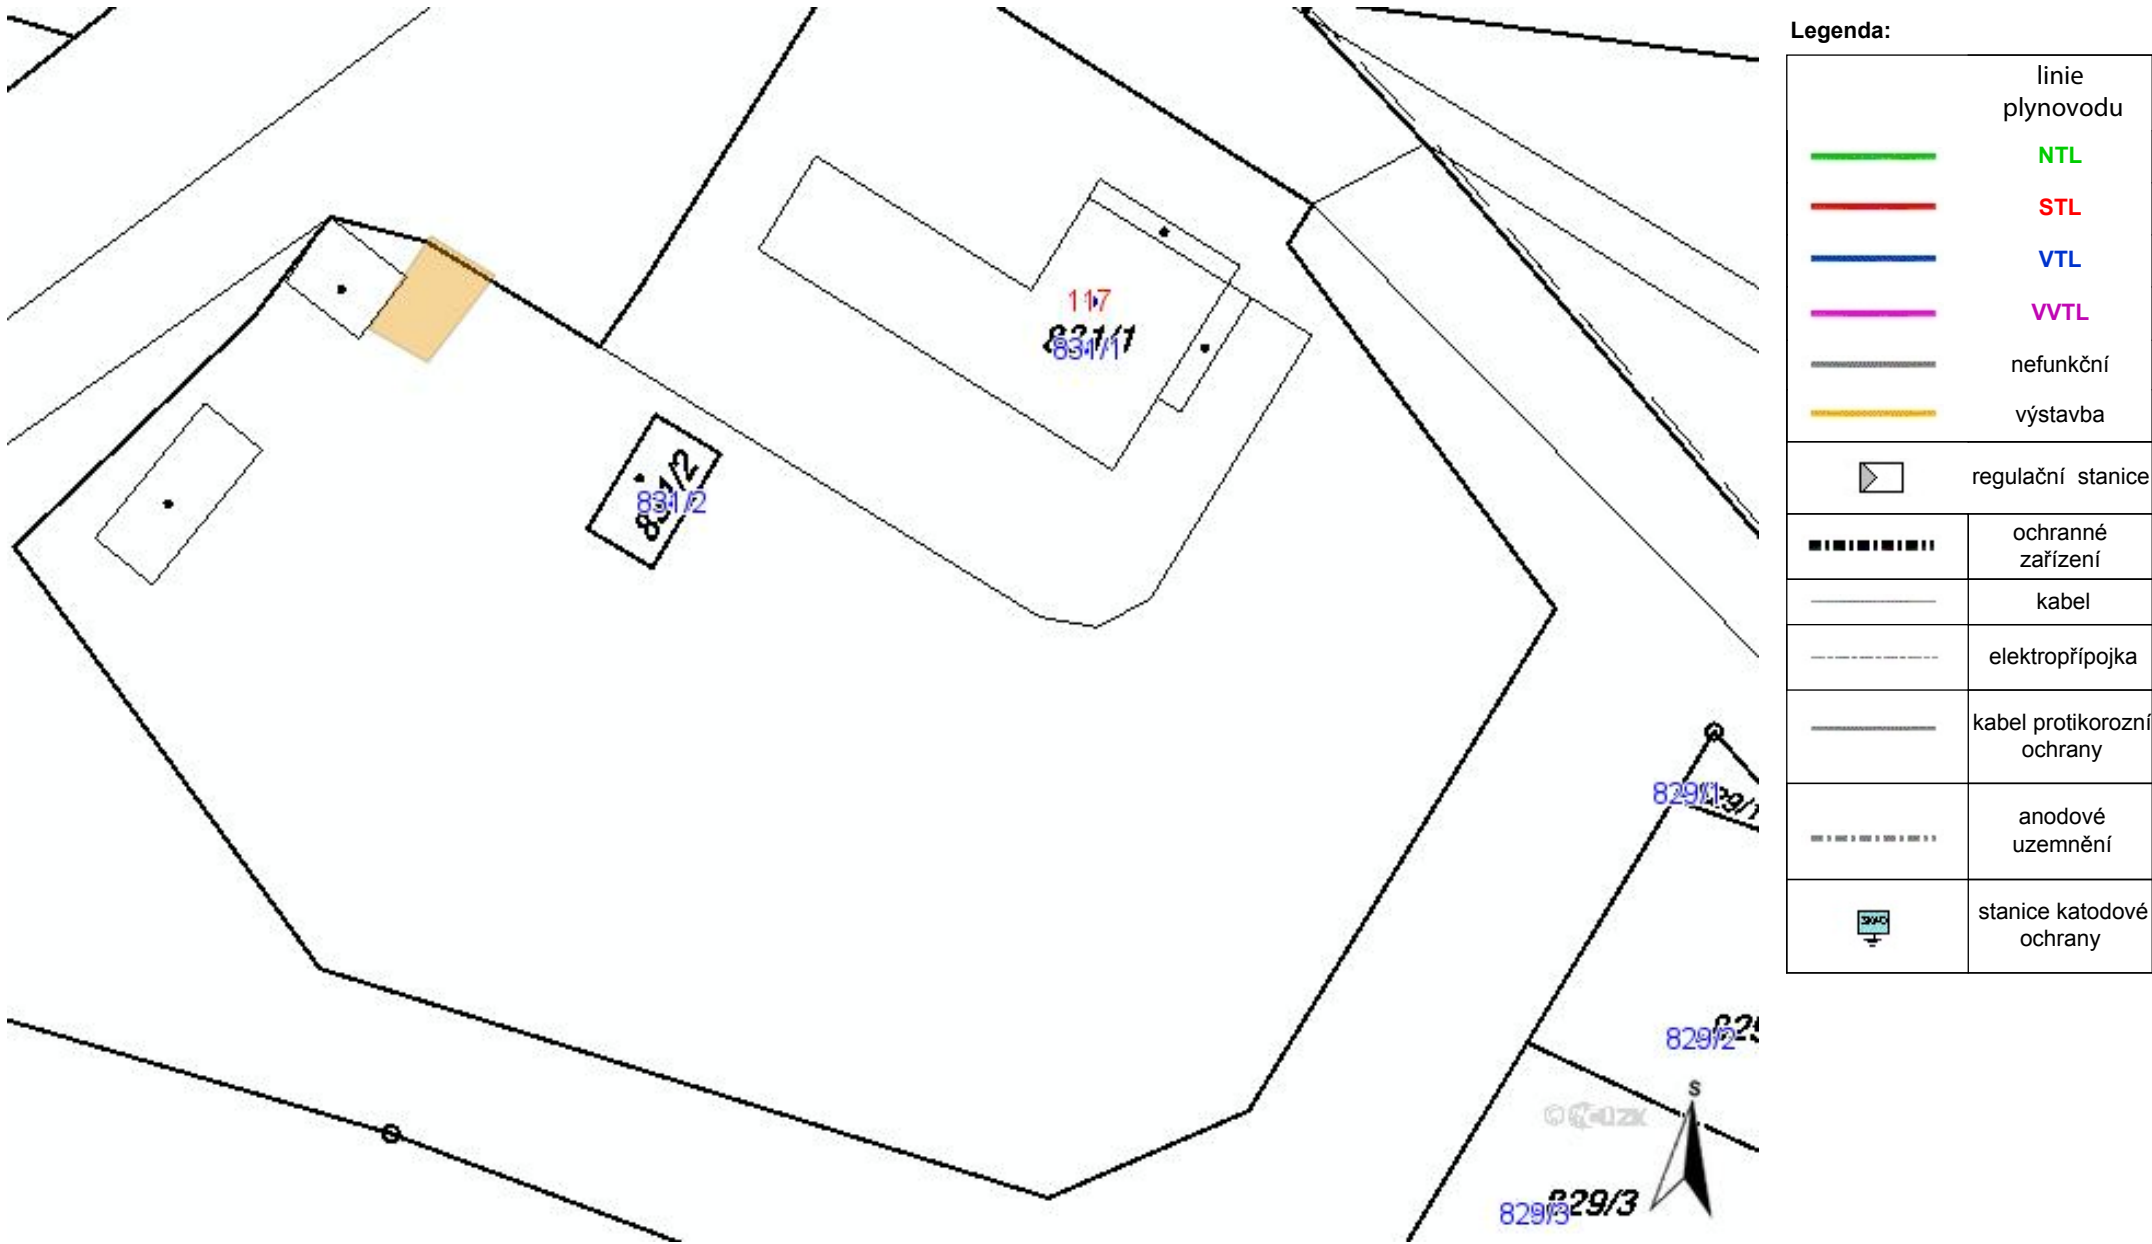 117
831/1
831/1
831/2
831/2
829/1
829/2
829/3
829/3
S
Legenda:
linie
plynovodu
NTL
STL
VTL
VVTL
nefunkční
výstavba
regulační stanice
ochranné
zařízení
kabel
elektropřípojka
kabel protikorozní
ochrany
anodové
uzemnění
stanice katodové
ochrany